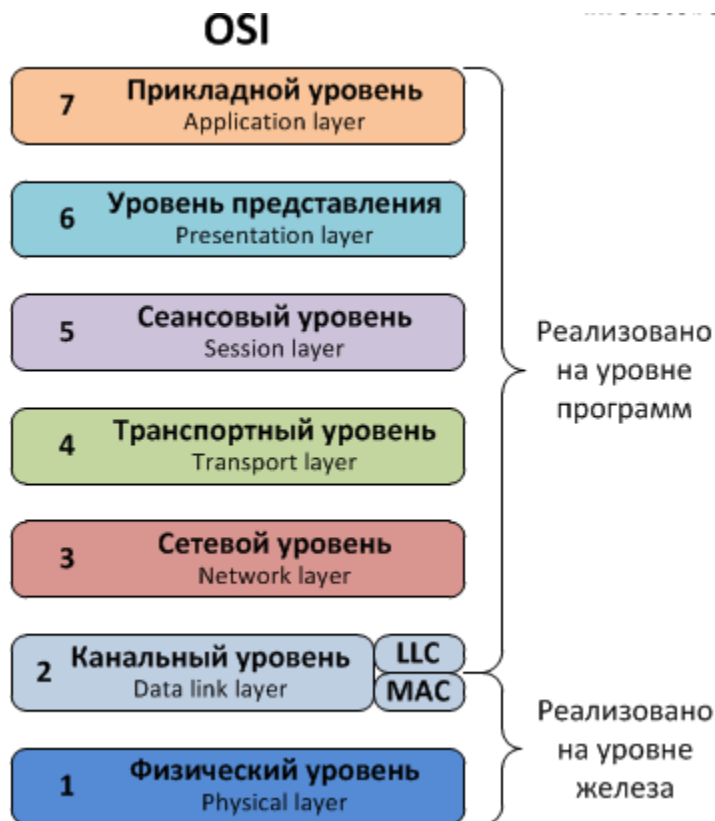 OSI
7
Прикладной уровень
Application layer
6
Уровень представления
Presentation layer
5
Сеансовый уровень
Session layer
4
Транспортный уровень
Transport layer
3
Сетевой уровень
Network layer
2
Канальный уровень
Data link layer
LLC
MAC
1
Физический уровень
Physical layer
Реализовано
на уровне
программ
Реализовано
на уровне
железа